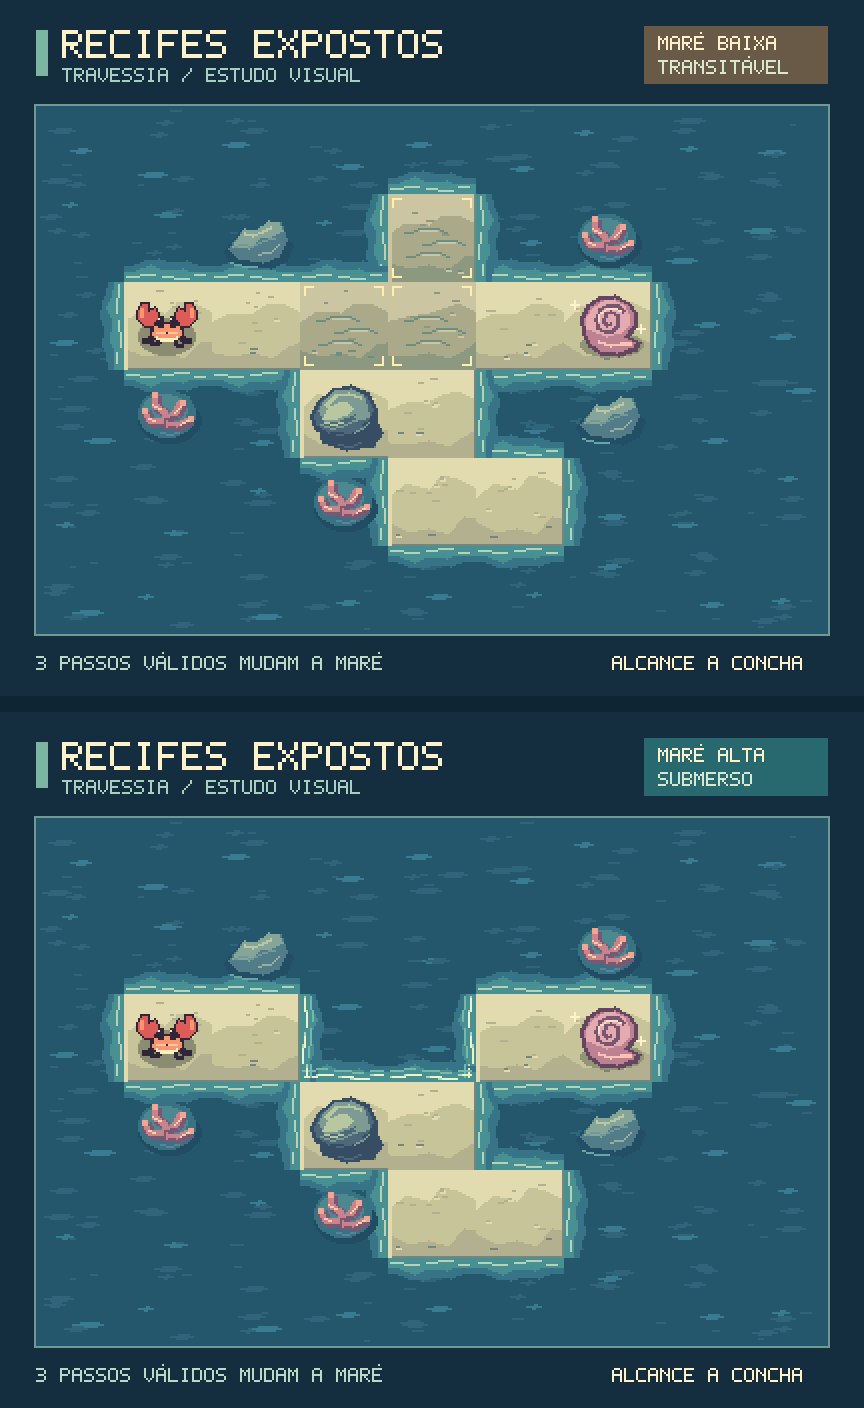 RECIFES EXPOSTOS
TRAVESSIA / ESTUDO VISUAL
MARÉ BAIXA
TRANSITÁVEL
3 PASSOS VÁLIDOS MUDAM A MARÉ
ALCANCE A CONCHA
RECIFES EXPOSTOS
TRAVESSIA / ESTUDO VISUAL
MARÉ ALTA
SUBMERSO
3 PASSOS VÁLIDOS MUDAM A MARÉ
ALCANCE A CONCHA